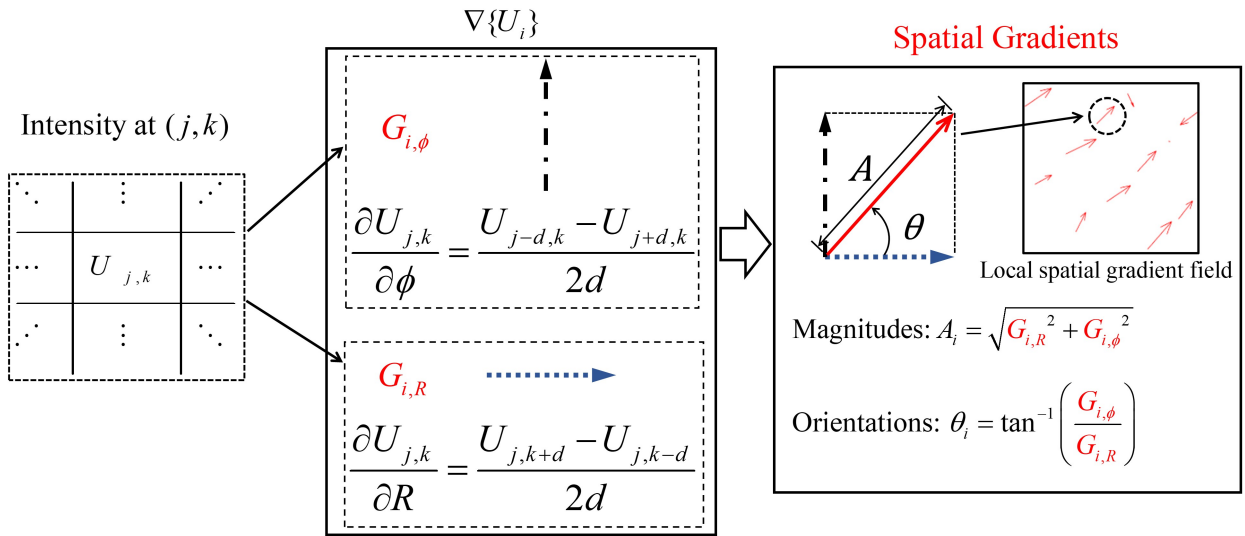 ∇{U_i}
Spatial Gradients
Intensity at (j,k)
⋱ ⋮ ⋰
⋯ U_{j,k} ⋯
⋰ ⋮ ⋱
G_{i,ϕ}
∂U_{j,k}/∂ϕ = (U_{j−d,k} − U_{j+d,k})/2d
G_{i,R}
∂U_{j,k}/∂R = (U_{j,k+d} − U_{j,k−d})/2d
A
θ
Local spatial gradient field
Magnitudes: A_i = √(G_{i,R}² + G_{i,ϕ}²)
Orientations: θ_i = tan⁻¹(G_{i,ϕ}/G_{i,R})